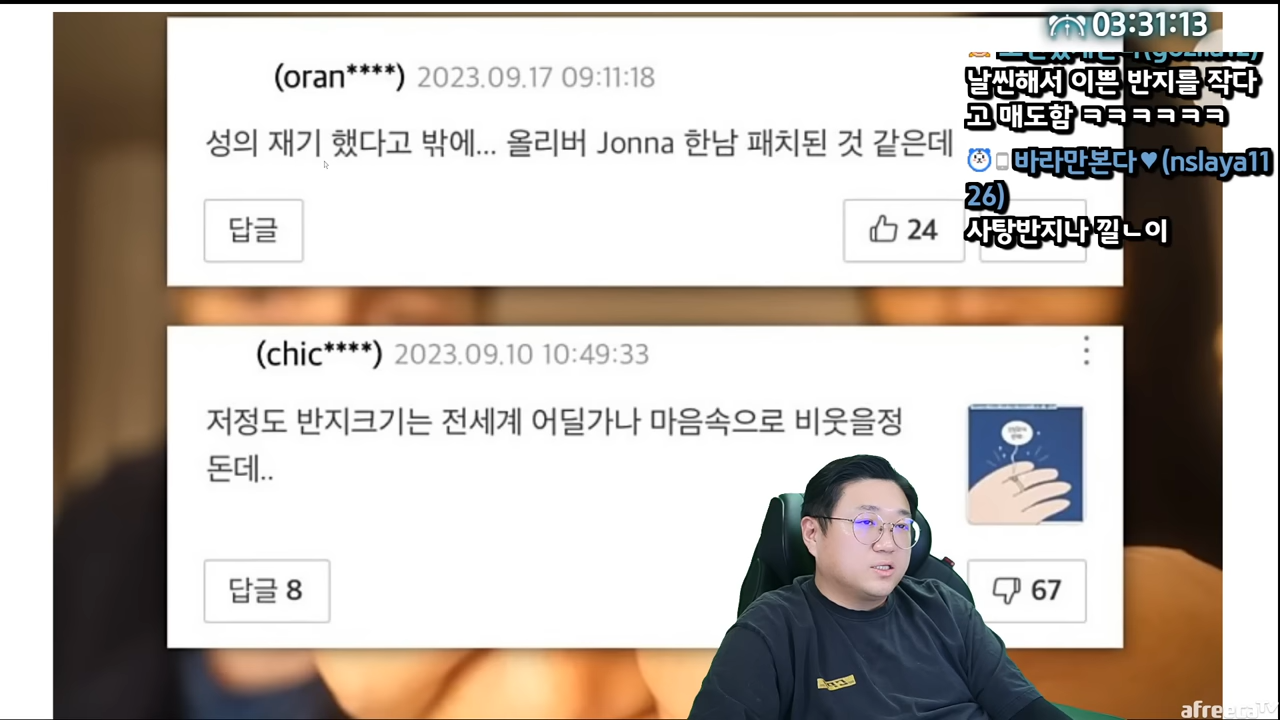 03:31:13
(oran****) 2023.09.17 09:11:18
성의 재기 했다고 밖에... 올리버 Jonna 한남 패치된 것 같은데
답글
24
날씬해서 이쁜 반지를 작다
고 매도함 ㅋㅋㅋㅋㅋㅋ
바라만본다♥(nslaya11
26)
사탕반지나 낄ㄴ이
(chic****) 2023.09.10 10:49:33
저정도 반지크기는 전세계 어딜가나 마음속으로 비웃을정
돈데..
답글 8
67
afreecaTV